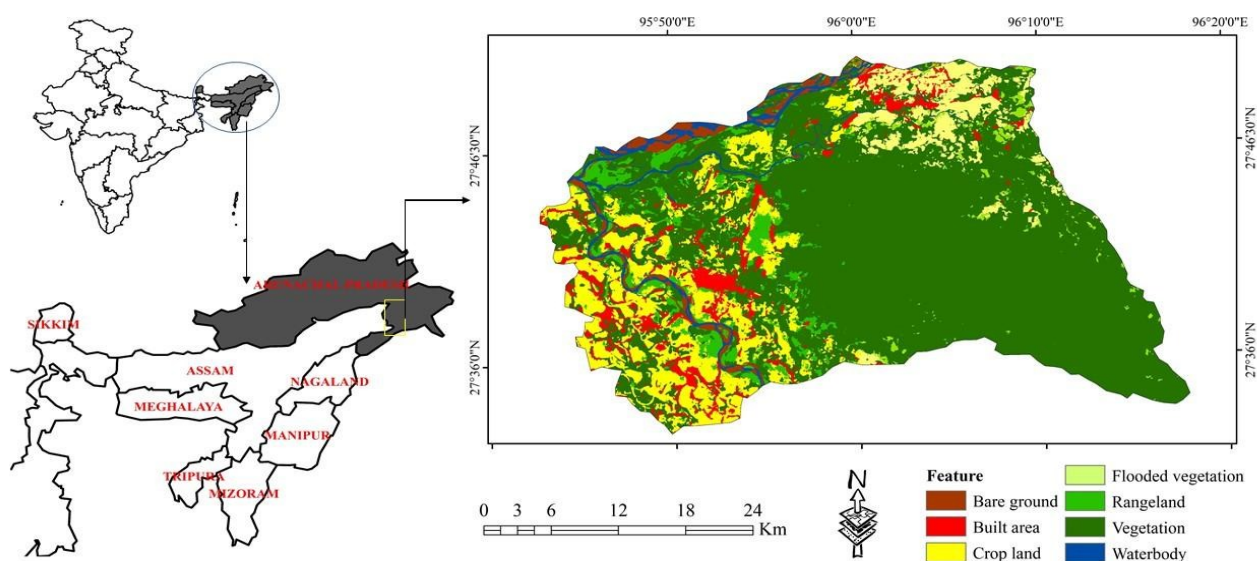 95°50'0"E
96°0'0"E
96°10'0"E
96°20'0"E
27°46'30"N
27°46'30"N
27°36'0"N
27°36'0"N
ARUNACHAL PRADESH
SIKKIM
ASSAM
NAGALAND
MEGHALAYA
MANIPUR
TRIPURA
MIZORAM
0 3 6 12 18 24
Km
N
Feature
Bare ground
Built area
Crop land
Flooded vegetation
Rangeland
Vegetation
Waterbody